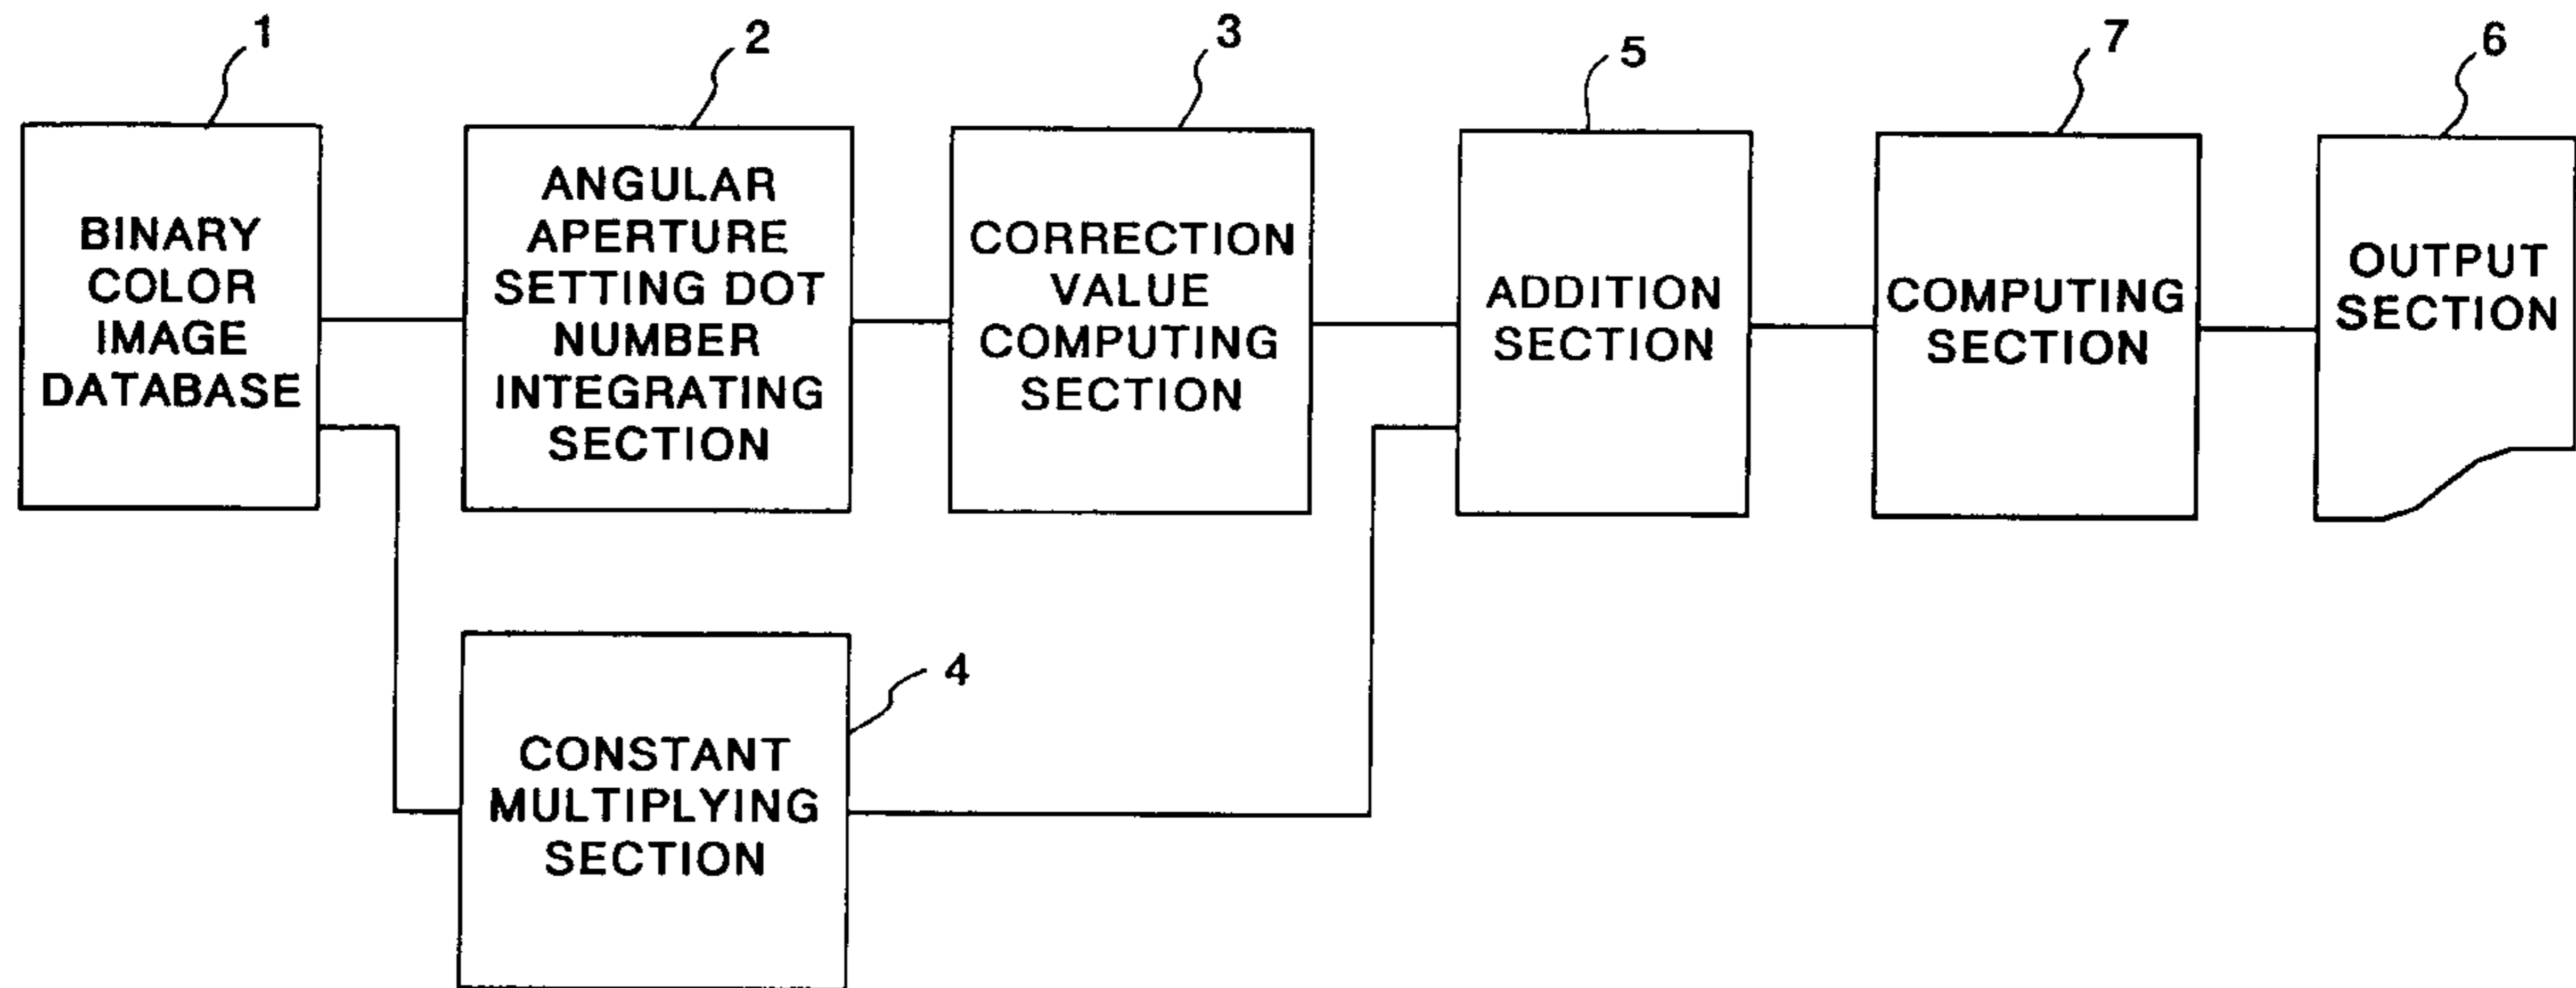 1
2
3
5
7
6
BINARY
COLOR
IMAGE
DATABASE
ANGULAR
APERTURE
SETTING DOT
NUMBER
INTEGRATING
SECTION
CORRECTION
VALUE
COMPUTING
SECTION
ADDITION
SECTION
COMPUTING
SECTION
OUTPUT
SECTION
4
CONSTANT
MULTIPLYING
SECTION